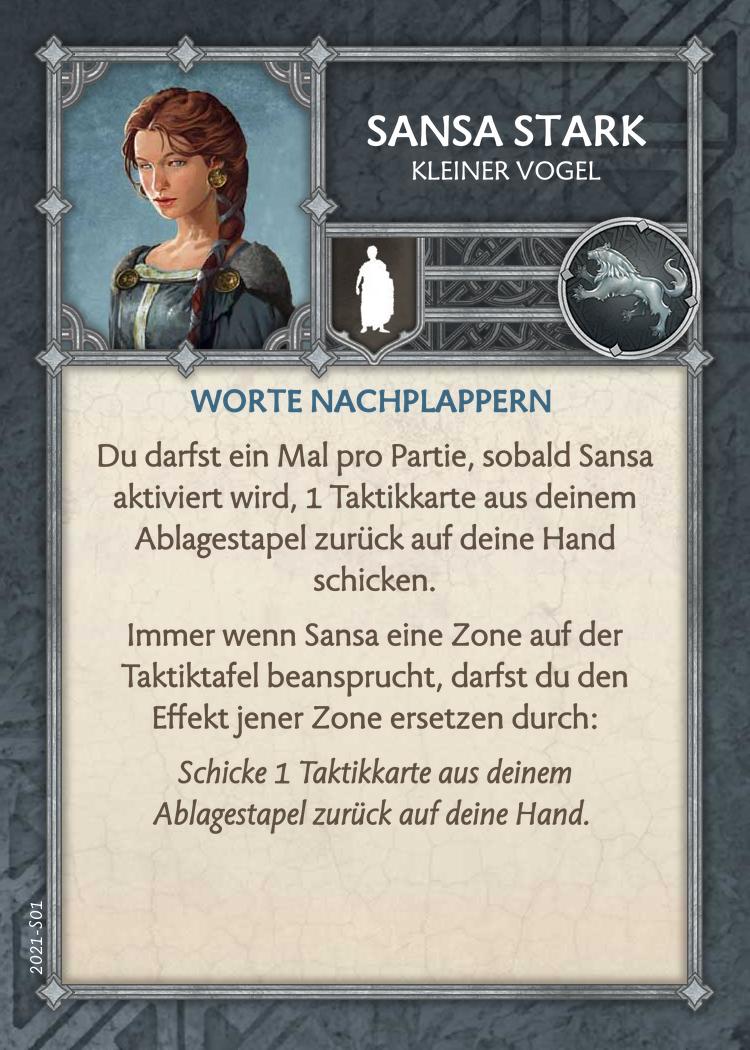 SANSA STARK
KLEINER VOGEL
WORTE NACHPLAPPERN
Du darfst ein Mal pro Partie, sobald Sansa
aktiviert wird, 1 Taktikkarte aus deinem
Ablagestapel zurück auf deine Hand
schicken.
Immer wenn Sansa eine Zone auf der
Taktiktafel beansprucht, darfst du den
Effekt jener Zone ersetzen durch:
Schicke 1 Taktikkarte aus deinem
Ablagestapel zurück auf deine Hand.
2021-S01